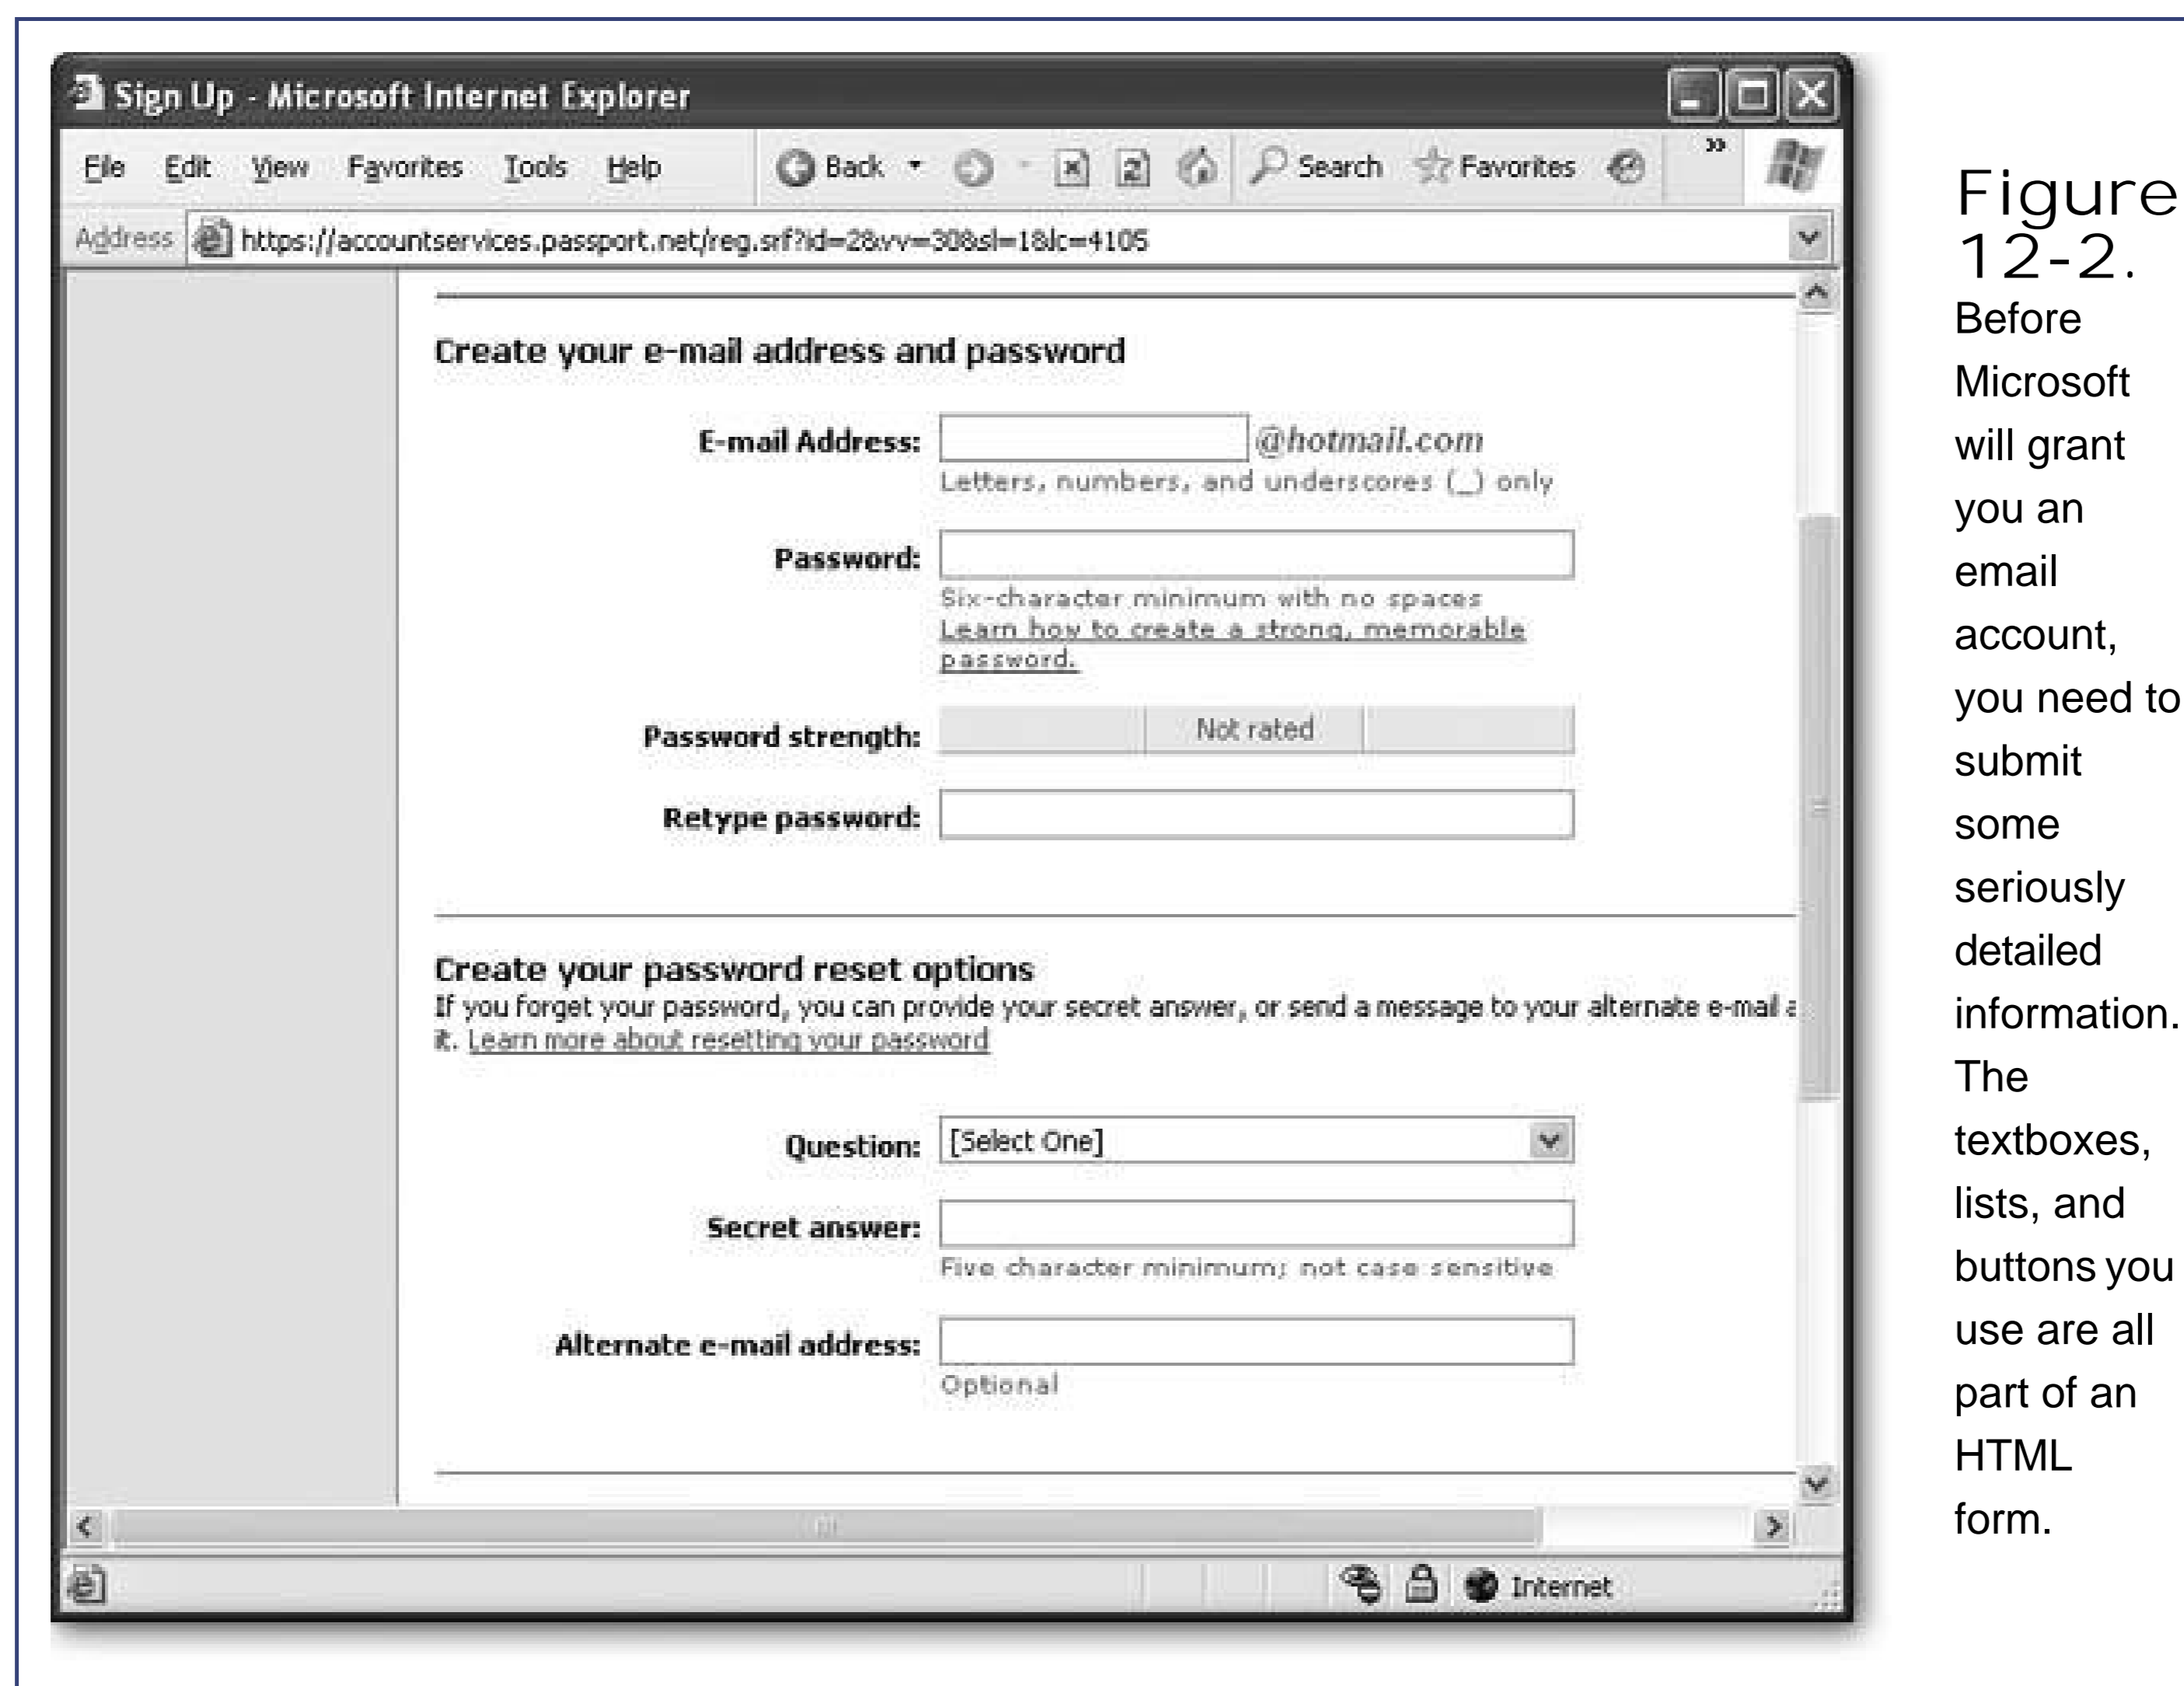 Sign Up - Microsoft Internet Explorer
File Edit View Favorites Tools Help Back Search Favorites »
Address https://accountservices.passport.net/reg.srf?id=2&vv=30&sl=1&lc=4105
Create your e-mail address and password
E-mail Address: @hotmail.com
Letters, numbers, and underscores (_) only
Password:
Six-character minimum with no spaces
Learn how to create a strong, memorable
password.
Password strength: Not rated
Retype password:
Create your password reset options
If you forget your password, you can provide your secret answer, or send a message to your alternate e-mail a
it. Learn more about resetting your password
Question: [Select One]
Secret answer:
Five character minimum; not case sensitive
Alternate e-mail address:
Optional
Internet
Figure
12-2.
Before
Microsoft
will grant
you an
email
account,
you need to
submit
some
seriously
detailed
information.
The
textboxes,
lists, and
buttons you
use are all
part of an
HTML
form.